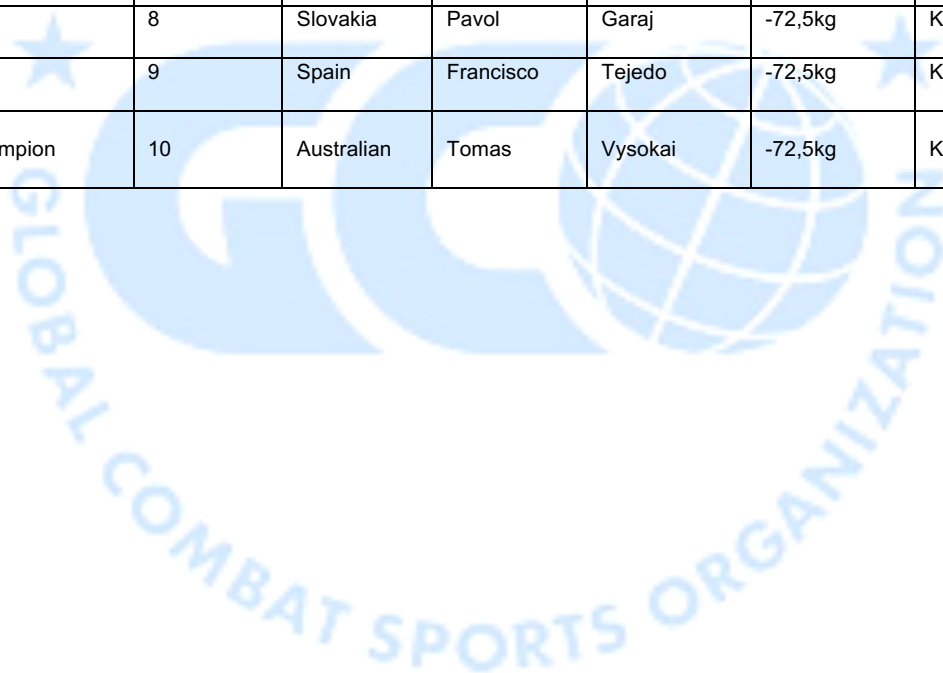 8 Slovakia Pavol Garaj -72,5kg K
9 Spain Francisco Tejedo -72,5kg K
mpion 10 Australian Tomas Vysokai -72,5kg K
GCO
GLOBAL COMBAT SPORTS ORGANIZATION